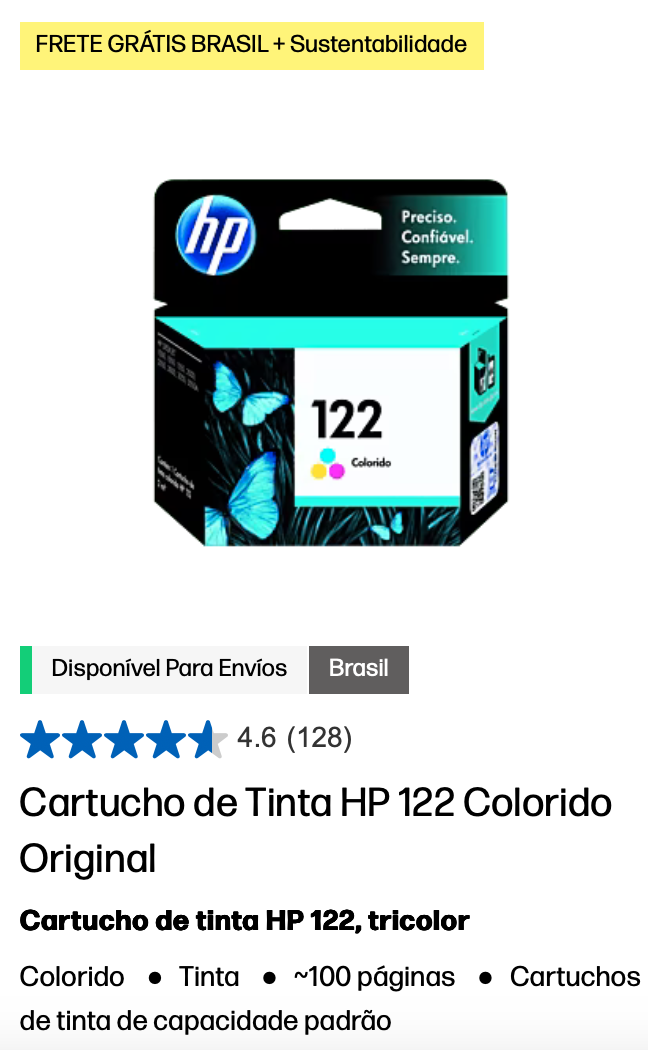 FRETE GRÁTIS BRASIL + Sustentabilidade
hp
Preciso.
Confiável.
Sempre.
122
Colorido
Disponível Para Envíos
Brasil
4.6 (128)
Cartucho de Tinta HP 122 Colorido
Original
Cartucho de tinta HP 122, tricolor
Colorido ● Tinta ● ~100 páginas ● Cartuchos
de tinta de capacidade padrão